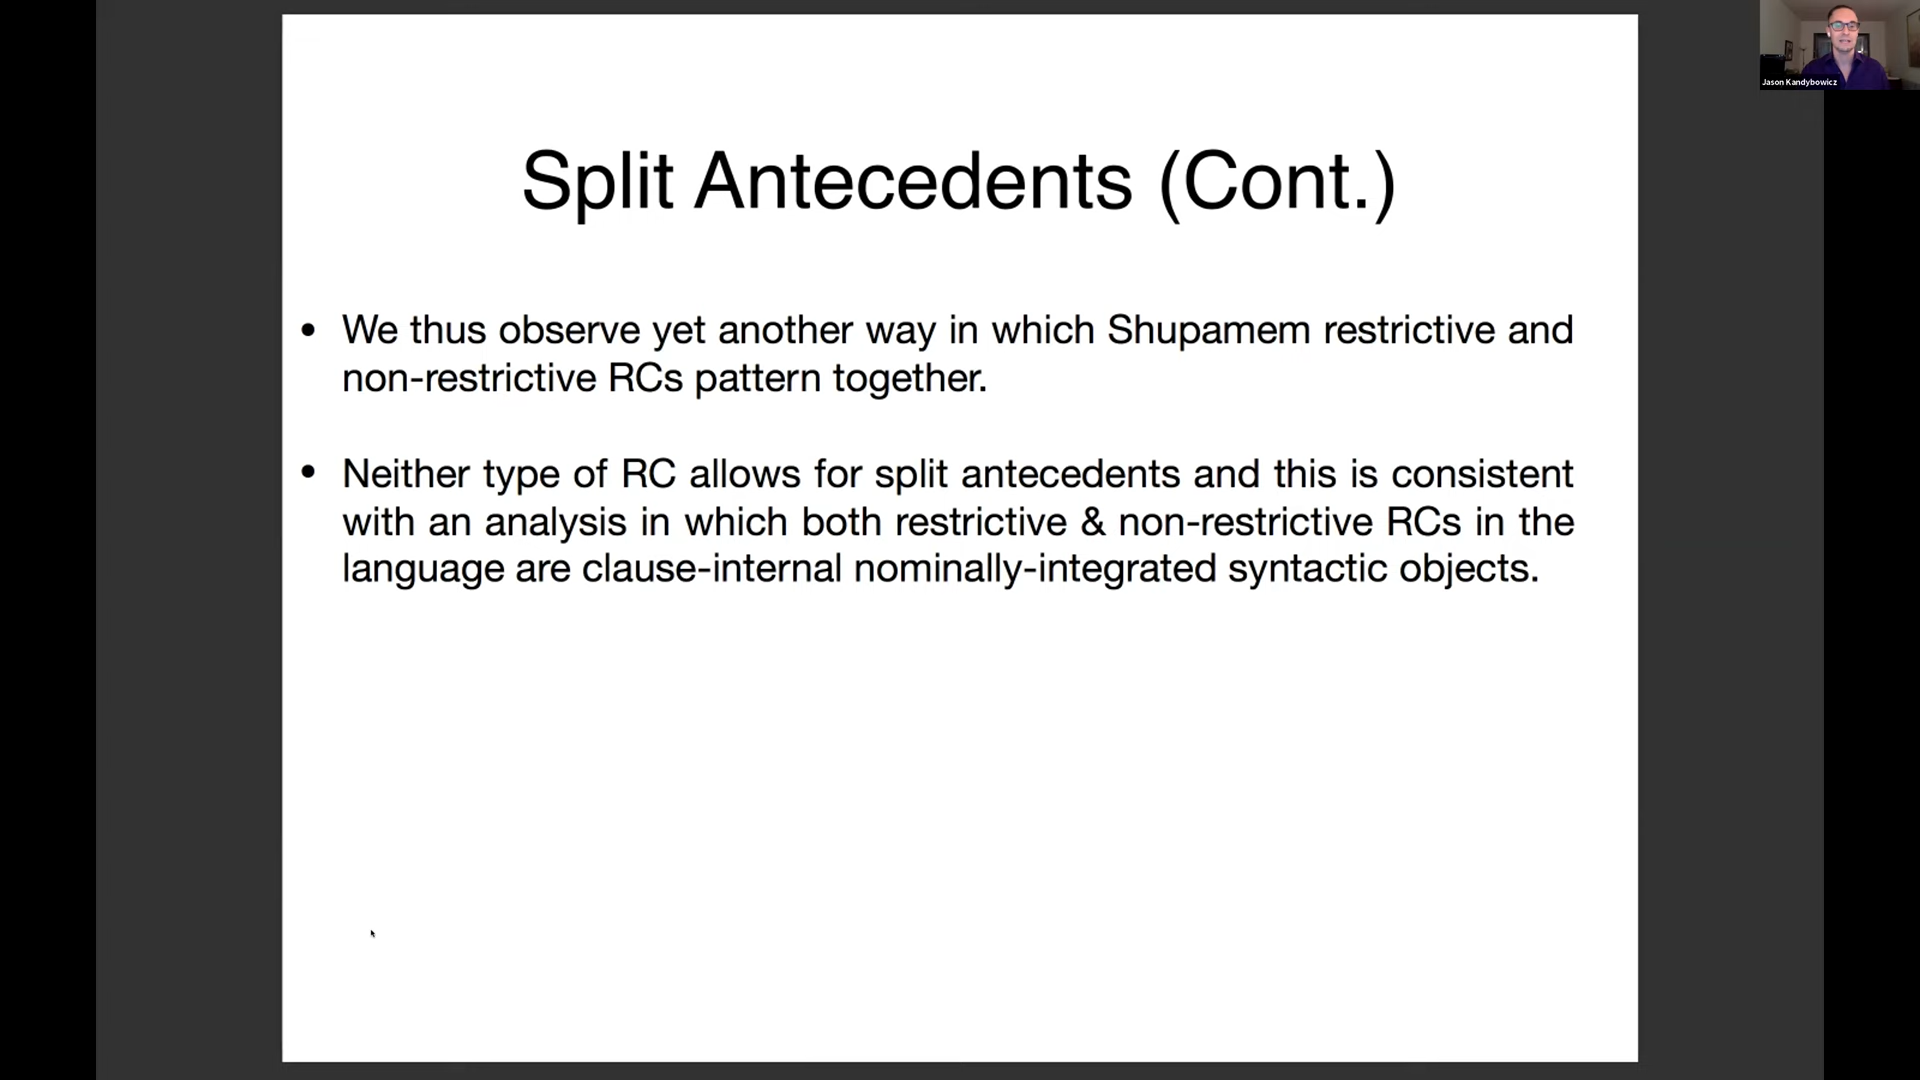 Jason Kandybowicz
Split Antecedents (Cont.)
• We thus observe yet another way in which Shupamem restrictive and
non-restrictive RCs pattern together.
• Neither type of RC allows for split antecedents and this is consistent
with an analysis in which both restrictive & non-restrictive RCs in the
language are clause-internal nominally-integrated syntactic objects.